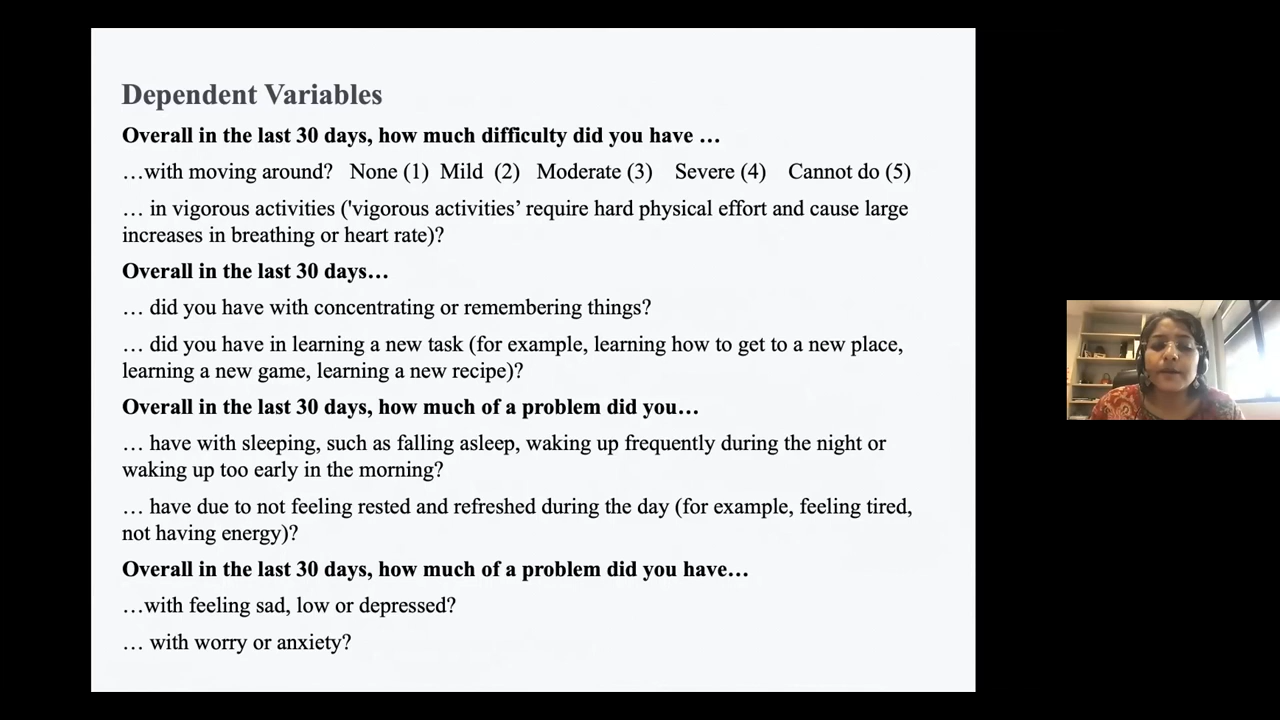 Dependent Variables
Overall in the last 30 days, how much difficulty did you have …
…with moving around? None (1) Mild (2) Moderate (3) Severe (4) Cannot do (5)
… in vigorous activities ('vigorous activities’ require hard physical effort and cause large
increases in breathing or heart rate)?
Overall in the last 30 days…
… did you have with concentrating or remembering things?
… did you have in learning a new task (for example, learning how to get to a new place,
learning a new game, learning a new recipe)?
Overall in the last 30 days, how much of a problem did you…
… have with sleeping, such as falling asleep, waking up frequently during the night or
waking up too early in the morning?
… have due to not feeling rested and refreshed during the day (for example, feeling tired,
not having energy)?
Overall in the last 30 days, how much of a problem did you have…
…with feeling sad, low or depressed?
… with worry or anxiety?